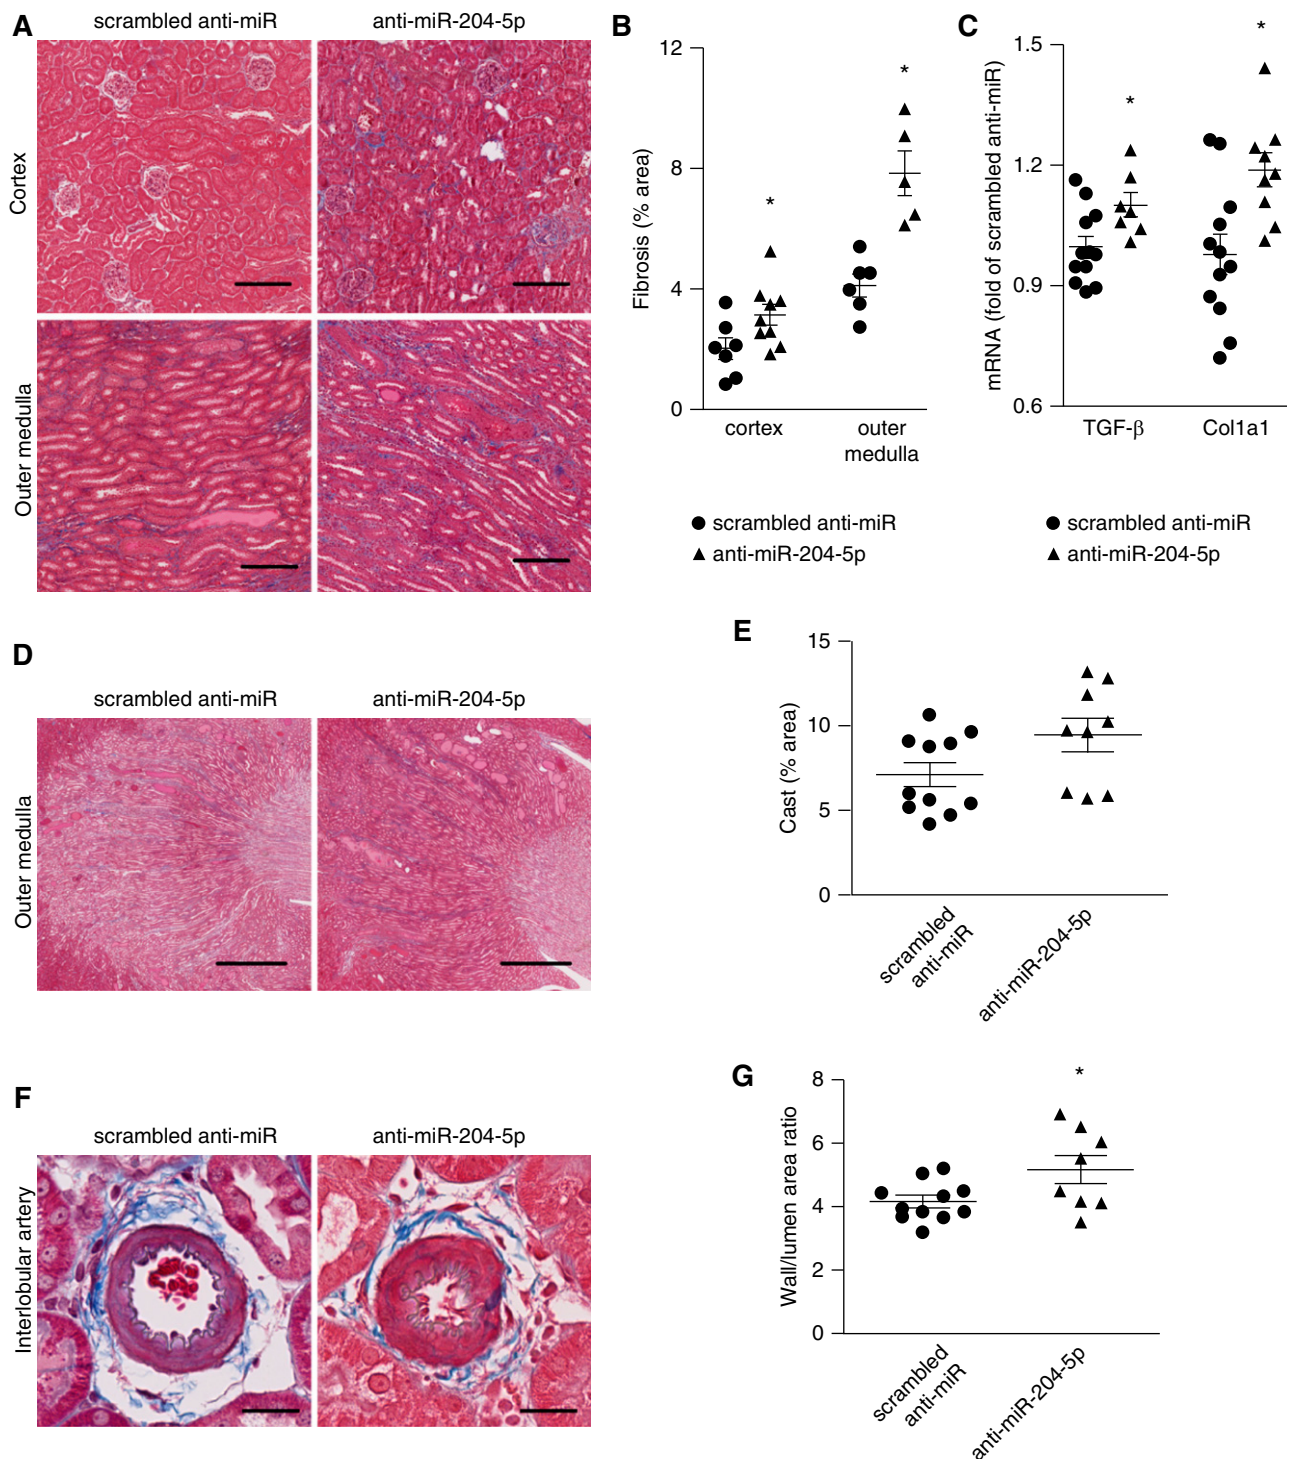 A
scrambled anti-miR
anti-miR-204-5p
Cortex
Outer medulla
B
Fibrosis (% area)
12
8
4
0
*
*
cortex
outer
medulla
● scrambled anti-miR
▲ anti-miR-204-5p
C
mRNA (fold of scrambled anti-miR)
1.5
1.2
0.9
0.6
*
*
TGF-β
Col1a1
● scrambled anti-miR
▲ anti-miR-204-5p
D
scrambled anti-miR
anti-miR-204-5p
Outer medulla
E
Cast (% area)
15
10
5
0
scrambled
anti-miR
anti-miR-204-5p
F
scrambled anti-miR
anti-miR-204-5p
Interlobular artery
G
Wall/lumen area ratio
8
6
4
2
0
*
scrambled
anti-miR
anti-miR-204-5p